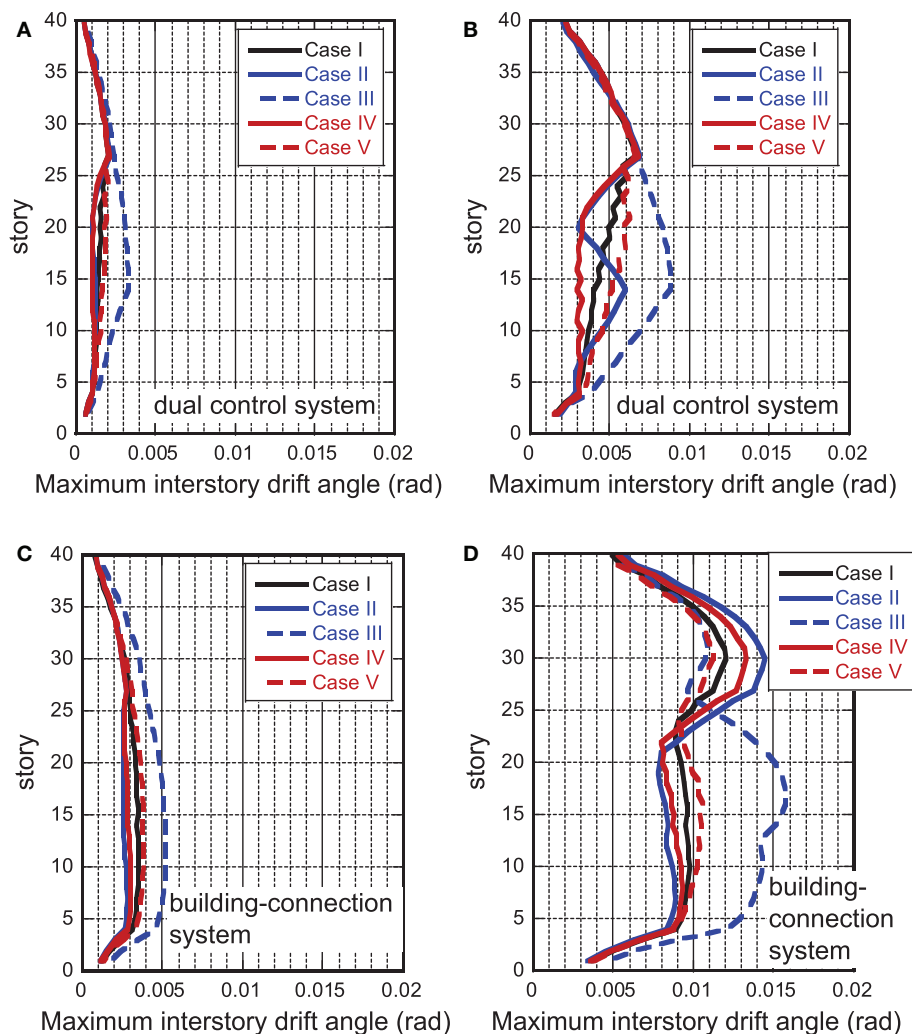 A
40
35
30
25
20
15
10
5
0
story
Case I
Case II
Case III
Case IV
Case V
dual control system
0 0.005 0.01 0.015 0.02
Maximum interstory drift angle (rad)
B
40
35
30
25
20
15
10
5
0
story
Case I
Case II
Case III
Case IV
Case V
dual control system
0 0.005 0.01 0.015 0.02
Maximum interstory drift angle (rad)
C
40
35
30
25
20
15
10
5
0
story
Case I
Case II
Case III
Case IV
Case V
building-connection
system
0 0.005 0.01 0.015 0.02
Maximum interstory drift angle (rad)
D
40
35
30
25
20
15
10
5
0
story
Case I
Case II
Case III
Case IV
Case V
building-
connection
system
0 0.005 0.01 0.015 0.02
Maximum interstory drift angle (rad)